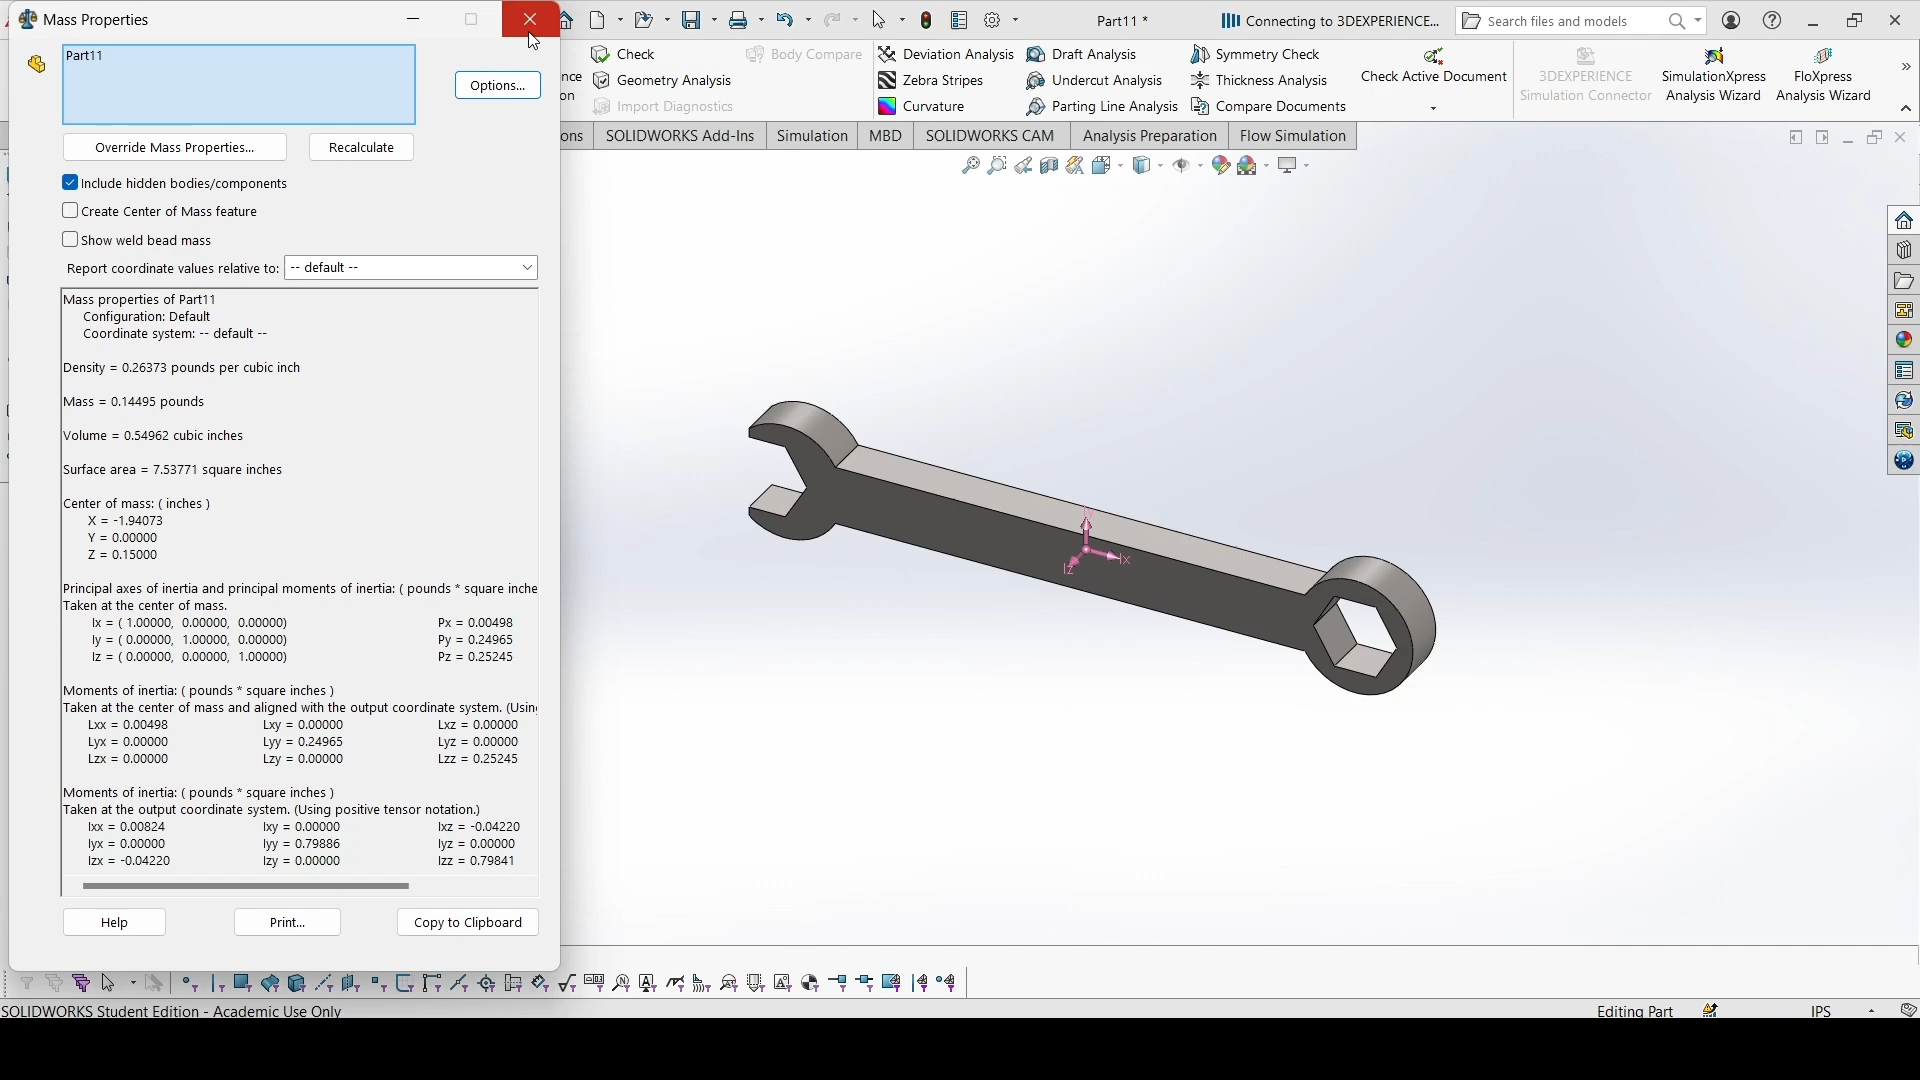 Mass Properties
Part11 *
Connecting to 3DEXPERIENCE...
Search files and models
Part11
Options...
Override Mass Properties...
Recalculate
Include hidden bodies/components
Create Center of Mass feature
Show weld bead mass
Report coordinate values relative to:
-- default --
Mass properties of Part11
Configuration: Default
Coordinate system: -- default --
Density = 0.26373 pounds per cubic inch
Mass = 0.14495 pounds
Volume = 0.54962 cubic inches
Surface area = 7.53771 square inches
Center of mass: ( inches )
X = -1.94073
Y = 0.00000
Z = 0.15000
Principal axes of inertia and principal moments of inertia: ( pounds * square inche
Taken at the center of mass.
Ix = ( 1.00000, 0.00000, 0.00000) Px = 0.00498
Iy = ( 0.00000, 1.00000, 0.00000) Py = 0.24965
Iz = ( 0.00000, 0.00000, 1.00000) Pz = 0.25245
Moments of inertia: ( pounds * square inches )
Taken at the center of mass and aligned with the output coordinate system. (Usin
Lxx = 0.00498 Lxy = 0.00000 Lxz = 0.00000
Lyx = 0.00000 Lyy = 0.24965 Lyz = 0.00000
Lzx = 0.00000 Lzy = 0.00000 Lzz = 0.25245
Moments of inertia: ( pounds * square inches )
Taken at the output coordinate system. (Using positive tensor notation.)
Ixx = 0.00824 Ixy = 0.00000 Ixz = -0.04220
Iyx = 0.00000 Iyy = 0.79886 Iyz = 0.00000
Izx = -0.04220 Izy = 0.00000 Izz = 0.79841
Help
Print...
Copy to Clipboard
nce
on
Check
Geometry Analysis
Import Diagnostics
Body Compare
Deviation Analysis
Zebra Stripes
Curvature
Draft Analysis
Undercut Analysis
Parting Line Analysis
Symmetry Check
Thickness Analysis
Compare Documents
Check Active Document
3DEXPERIENCE
Simulation Connector
SimulationXpress
Analysis Wizard
FloXpress
Analysis Wizard
ons
SOLIDWORKS Add-Ins
Simulation
MBD
SOLIDWORKS CAM
Analysis Preparation
Flow Simulation
Iy
Ix
Iz
SOLIDWORKS Student Edition - Academic Use Only
Editing Part
IPS